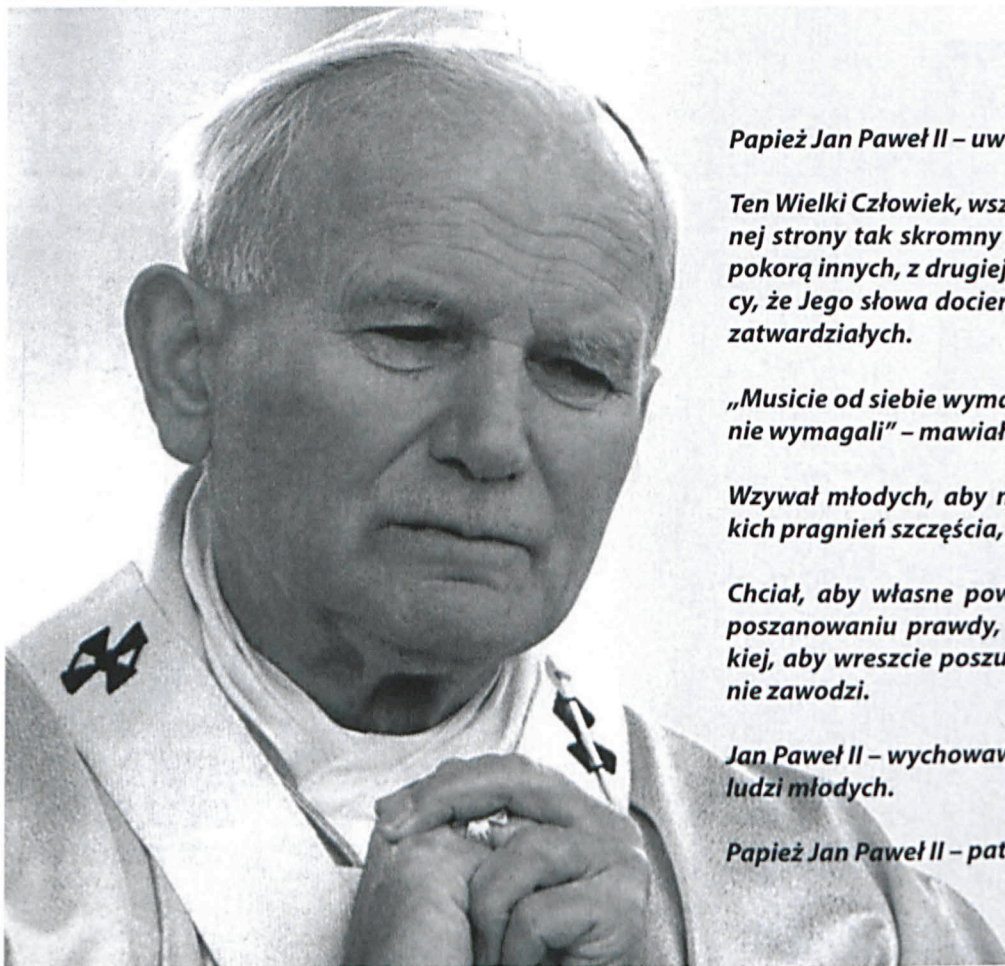 Papież Jan Paweł II – uw
Ten Wielki Człowiek, wsz
nej strony tak skromny
pokorą innych, z drugiej
cy, że Jego słowa docier
zatwardziałych.
„Musicie od siebie wyma
nie wymagali” – mawiał
Wzywał młodych, aby n
kich pragnień szczęścia,
Chciał, aby własne pow
poszanowaniu prawdy,
kiej, aby wreszcie poszu
nie zawodzi.
Jan Paweł II – wychowaw
ludzi młodych.
Papież Jan Paweł II – pat